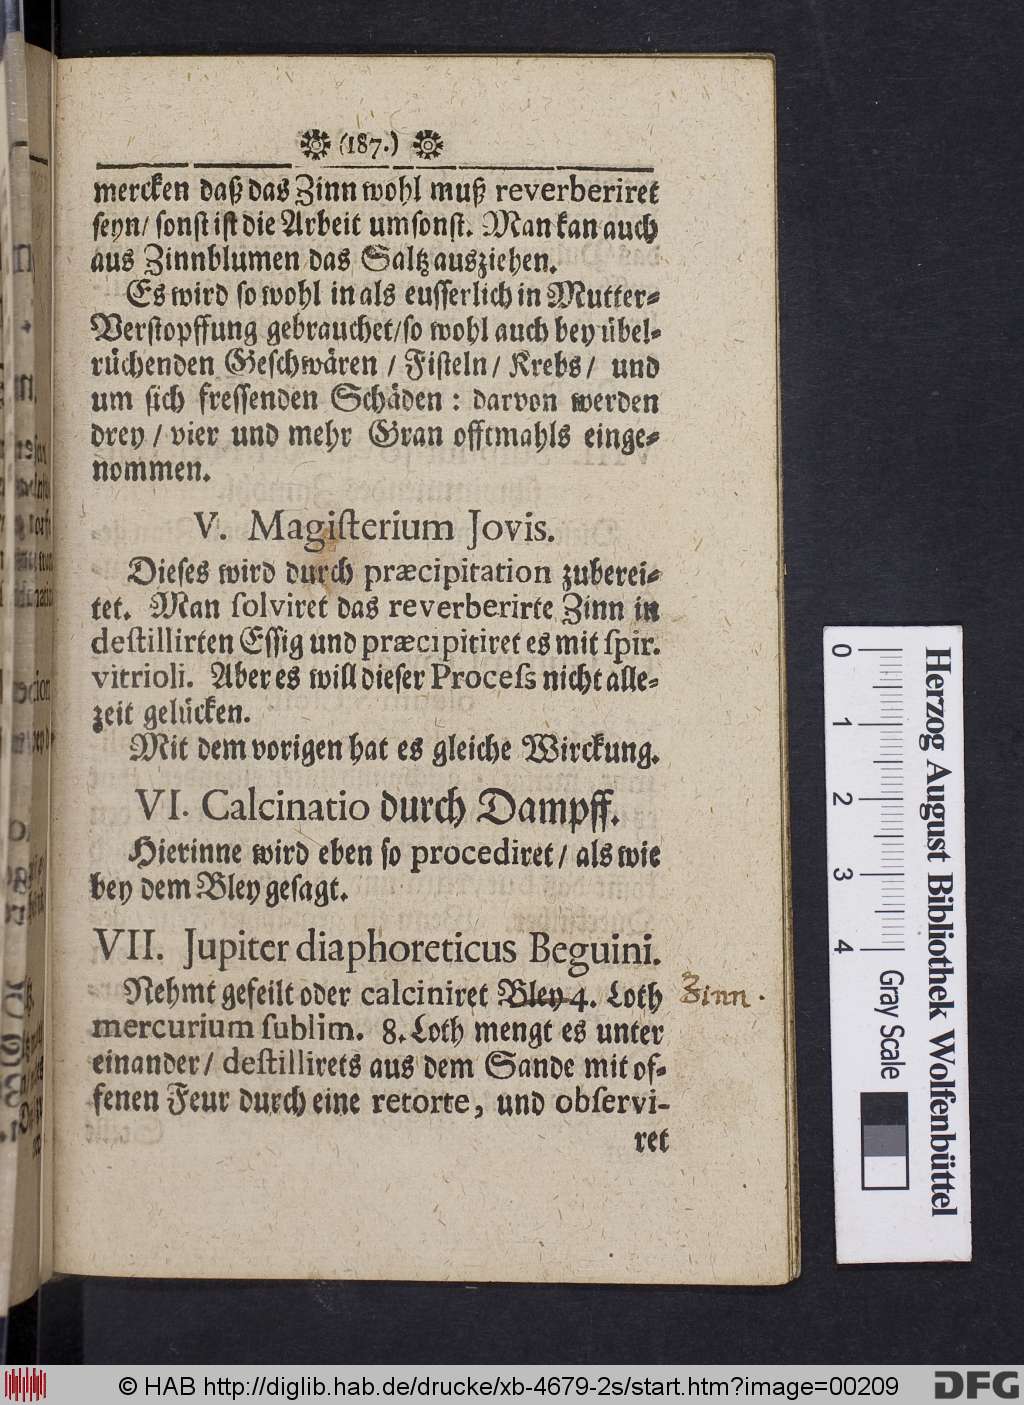 (187.)
mercken daß das Zinn wohl muß reverberiret
seyn/ sonst ist die Arbeit umsonst. Man kan auch
aus Zinnblumen das Saltz ausziehen.
Es wird so wohl in als eusserlich in Mutter-
Verstopffung gebrauchet/ so wohl auch bey übel-
rüchenden Geschwären / Fisteln/ Krebs/ und
um sich fressenden Schäden : darvon werden
drey / vier und mehr Gran offtmahls einge-
nommen.
V. Magisterium Jovis.
Dieses wird durch præcipitation zuberei-
tet. Man solviret das reverberirte Zinn in
destillirten Essig und præcipitiret es mit spir.
vitrioli. Aber es will dieser Process nicht alle-
zeit gelücken.
Mit dem vorigen hat es gleiche Wirckung.
VI. Calcinatio durch Dampff.
Hierinne wird eben so procediret/ als wie
bey dem Bley gesagt.
VII. Jupiter diaphoreticus Beguini.
Nehmt gefeilt oder calciniret Bley 4. Loth Zinn.
mercurium sublim. 8. Loth mengt es unter
einander/ destillirets aus dem Sande mit of-
fenen Feur durch eine retorte, und observi-
ret
0 1 2 3 4
Gray Scale
Herzog August Bibliothek Wolfenbüttel
© HAB http://diglib.hab.de/drucke/xb-4679-2s/start.htm?image=00209
DFG